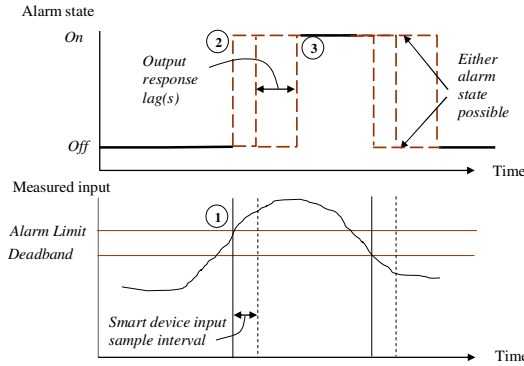 Alarm state
On
2
3
Output
response
lag(s)
Either
alarm
state
possible
Off
Time
Measured input
1
Alarm Limit
Deadband
Smart device input
sample interval
Time